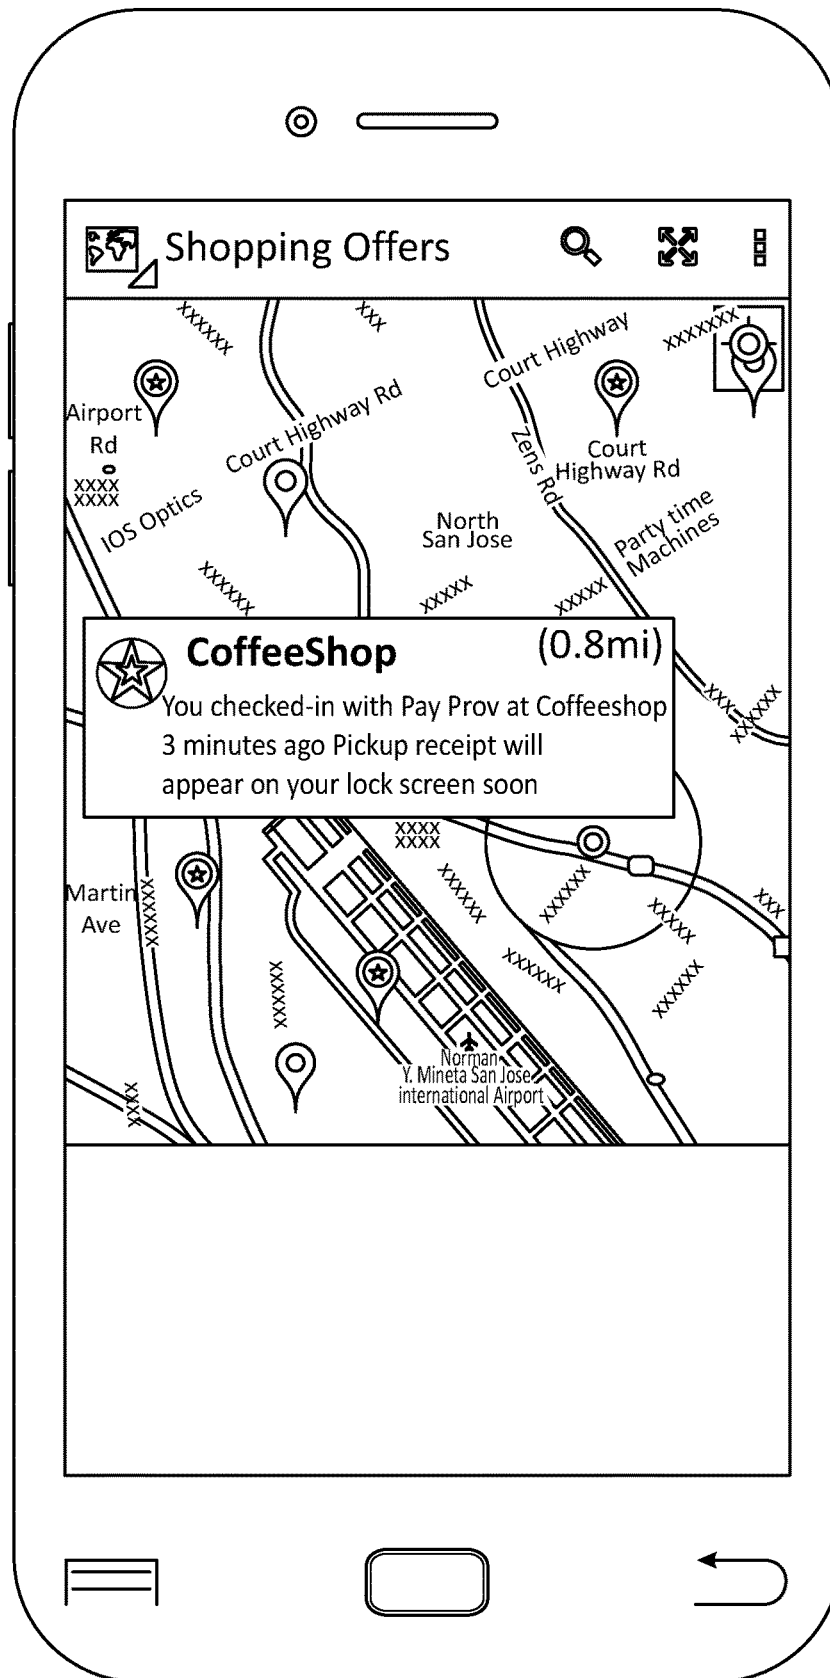 Shopping Offers
XXXXXX
XXX
Court Highway
XXXXXXX
Airport
Rd
XXXX
XXXX
Court Highway Rd
IOS Optics
Zens Rd
Court
Highway Rd
North
San Jose
Party time
Machines
XXXXXX
XXXXX
XXXXX
CoffeeShop
(0.8mi)
You checked-in with Pay Prov at Coffeeshop
3 minutes ago Pickup receipt will
appear on your lock screen soon
XXX
XXXXXX
XXXX
XXXX
Martin
Ave
XXXXXX
XXXXXX
XXXXXX
XXXXX
XXX
XXXXXX
XXXXXX
XXXXXX
Norman
Y. Mineta San Jose
international Airport
XXXX